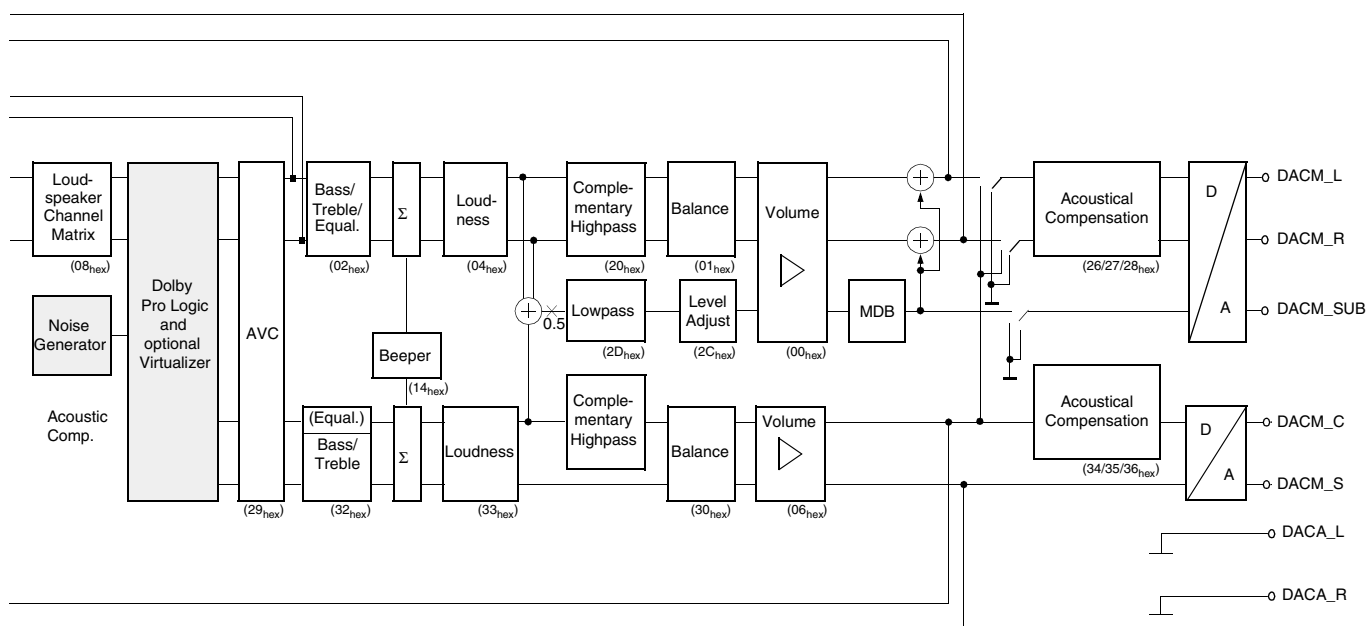 Loud-
speaker
Channel
Matrix
(08hex)
Noise
Generator
Acoustic
Comp.
Dolby
Pro Logic
and
optional
Virtualizer
AVC
(29hex)
Bass/
Treble/
Equal.
(02hex)
Σ
Beeper
(14hex)
(Equal.)
Bass/
Treble
(32hex)
Σ
Loud-
ness
(04hex)
Loudness
(33hex)
0.5
Comple-
mentary
Highpass
(20hex)
Lowpass
(2Dhex)
Comple-
mentary
Highpass
Balance
(01hex)
Level
Adjust
(2Chex)
Balance
(30hex)
Volume
(00hex)
Volume
(06hex)
MDB
Acoustical
Compensation
(26/27/28hex)
Acoustical
Compensation
(34/35/36hex)
D
A
D
A
DACM_L
DACM_R
DACM_SUB
DACM_C
DACM_S
DACA_L
DACA_R